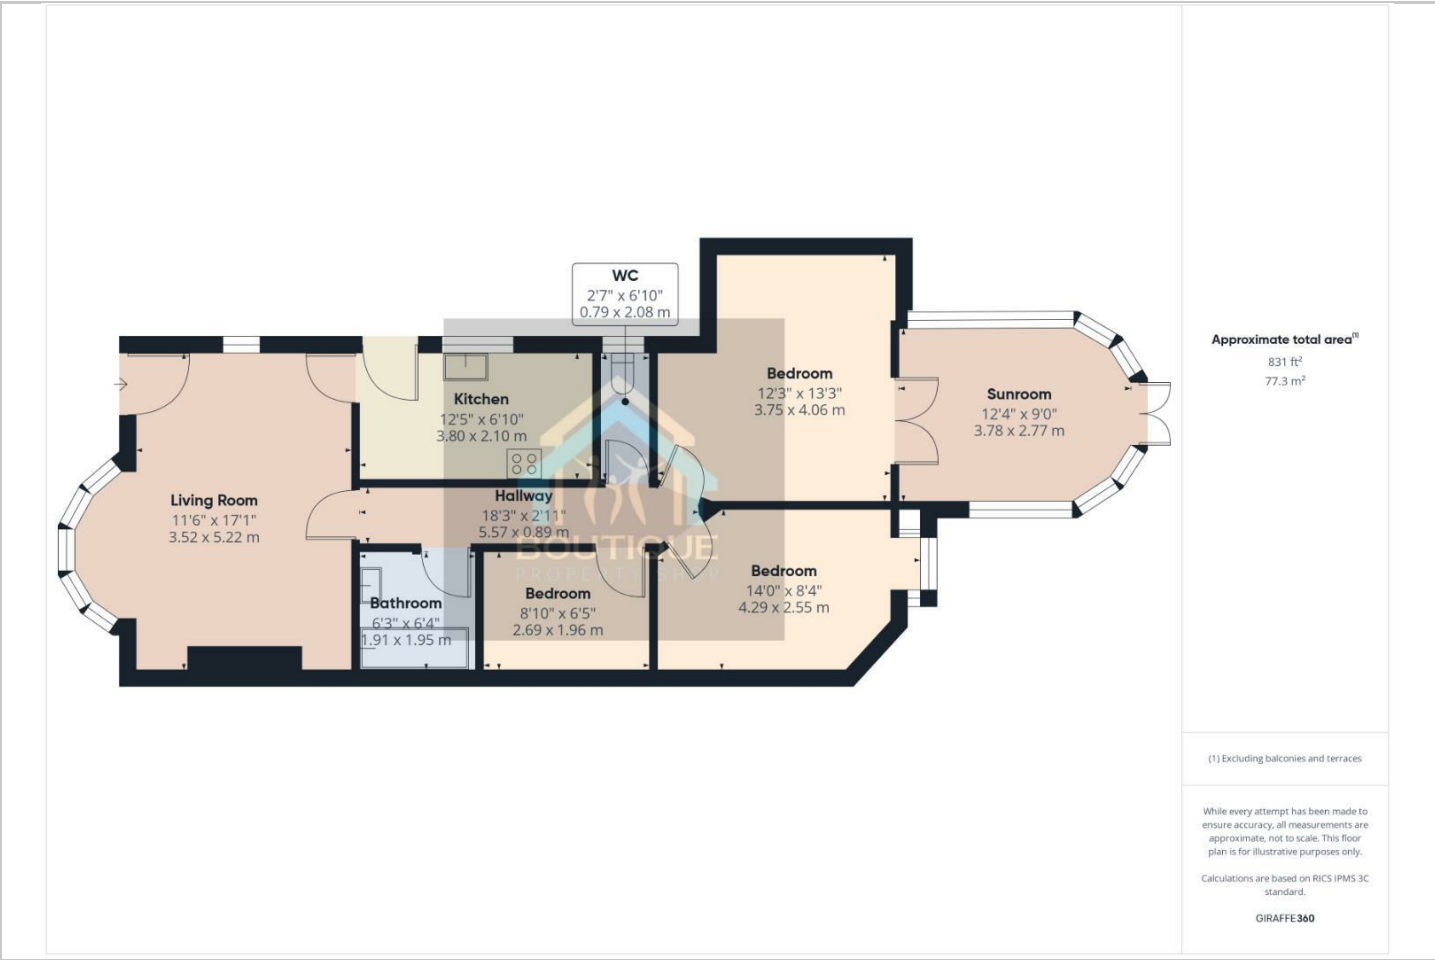 WC
2'7" x 6'10"
0.79 x 2.08 m
Bedroom
12'3" x 13'3"
3.75 x 4.06 m
Sunroom
12'4" x 9'0"
3.78 x 2.77 m
Kitchen
12'5" x 6'10"
3.80 x 2.10 m
Living Room
11'6" x 17'1"
3.52 x 5.22 m
Hallway
18'3" x 2'11"
5.57 x 0.89 m
BOUTIQUE
PROPERTY SHOP
Bathroom
6'3" x 6'4"
1.91 x 1.95 m
Bedroom
8'10" x 6'5"
2.69 x 1.96 m
Bedroom
14'0" x 8'4"
4.29 x 2.55 m
Approximate total area(1)
831 ft²
77.3 m²
(1) Excluding balconies and terraces
While every attempt has been made to
ensure accuracy, all measurements are
approximate, not to scale. This floor
plan is for illustrative purposes only.
Calculations are based on RICS IPMS 3C
standard.
GIRAFFE360